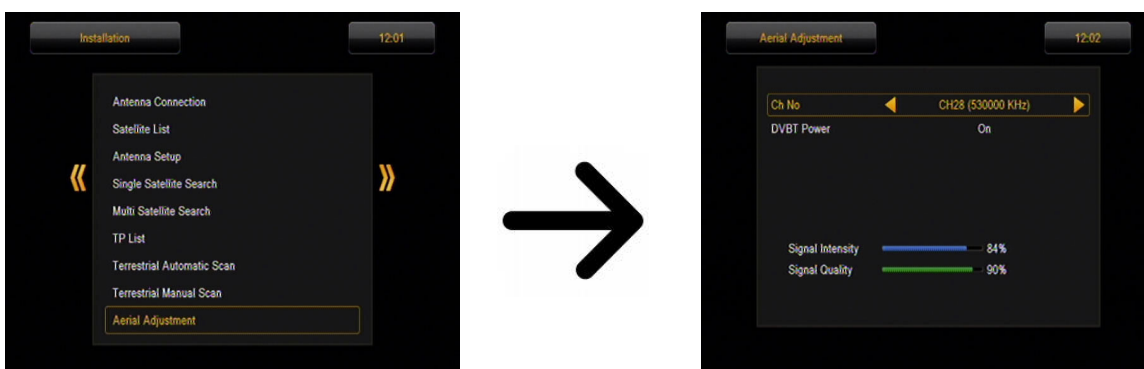 Installation
12:01
Antenna Connection
Satellite List
Antenna Setup
Single Satellite Search
Multi Satellite Search
TP List
Terrestrial Automatic Scan
Terrestrial Manual Scan
Aerial Adjustment
Aerial Adjustment
12:02
Ch No CH28 (530000 KHz)
DVBT Power On
Signal Intensity 84%
Signal Quality 90%